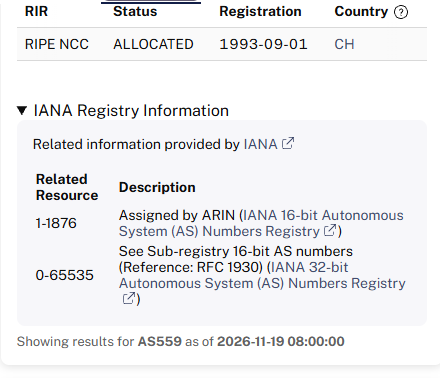 RIR Status Registration Country ?
RIPE NCC ALLOCATED 1993-09-01 CH
▼ IANA Registry Information
Related information provided by IANA
Related
Resource
Description
1-1876
Assigned by ARIN (IANA 16-bit Autonomous
System (AS) Numbers Registry )
0-65535
See Sub-registry 16-bit AS numbers
(Reference: RFC 1930) (IANA 32-bit
Autonomous System (AS) Numbers Registry
)
Showing results for AS559 as of 2026-11-19 08:00:00